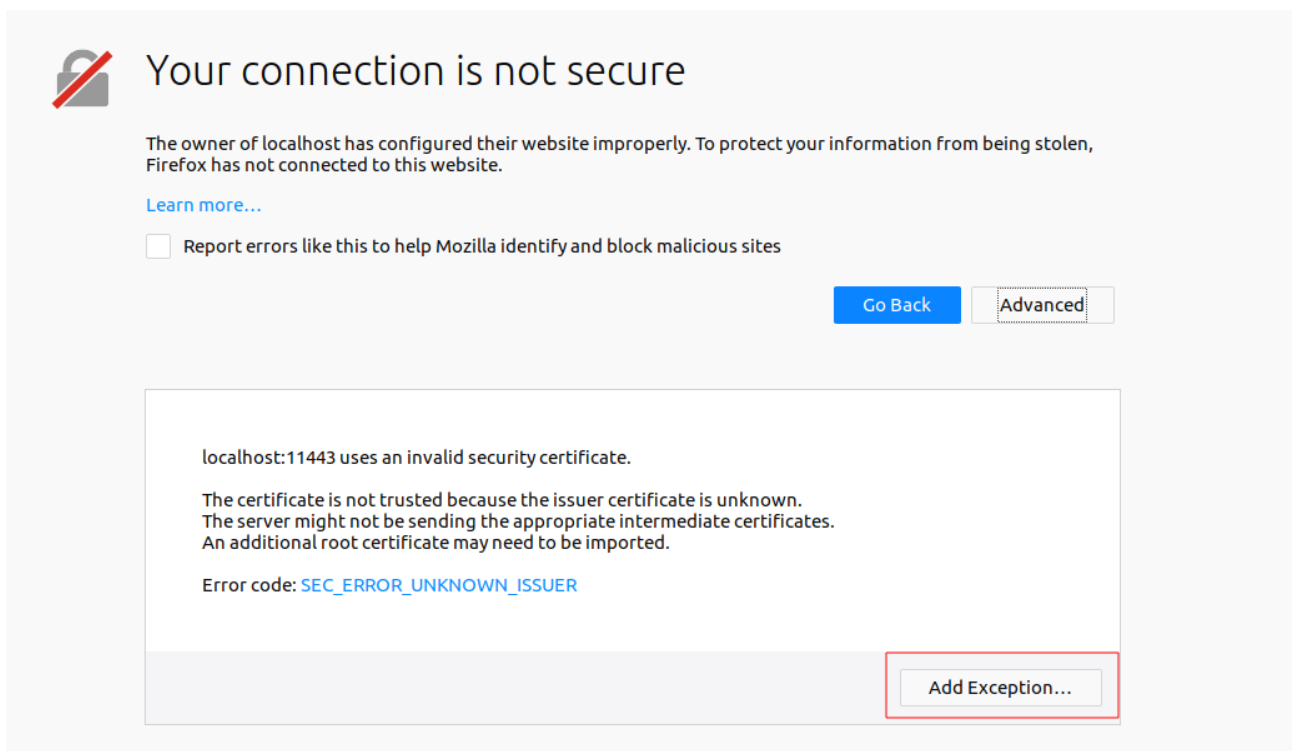 Your connection is not secure
The owner of localhost has configured their website improperly. To protect your information from being stolen,
Firefox has not connected to this website.
Learn more…
Report errors like this to help Mozilla identify and block malicious sites
Go Back
Advanced
localhost:11443 uses an invalid security certificate.
The certificate is not trusted because the issuer certificate is unknown.
The server might not be sending the appropriate intermediate certificates.
An additional root certificate may need to be imported.
Error code: SEC_ERROR_UNKNOWN_ISSUER
Add Exception…